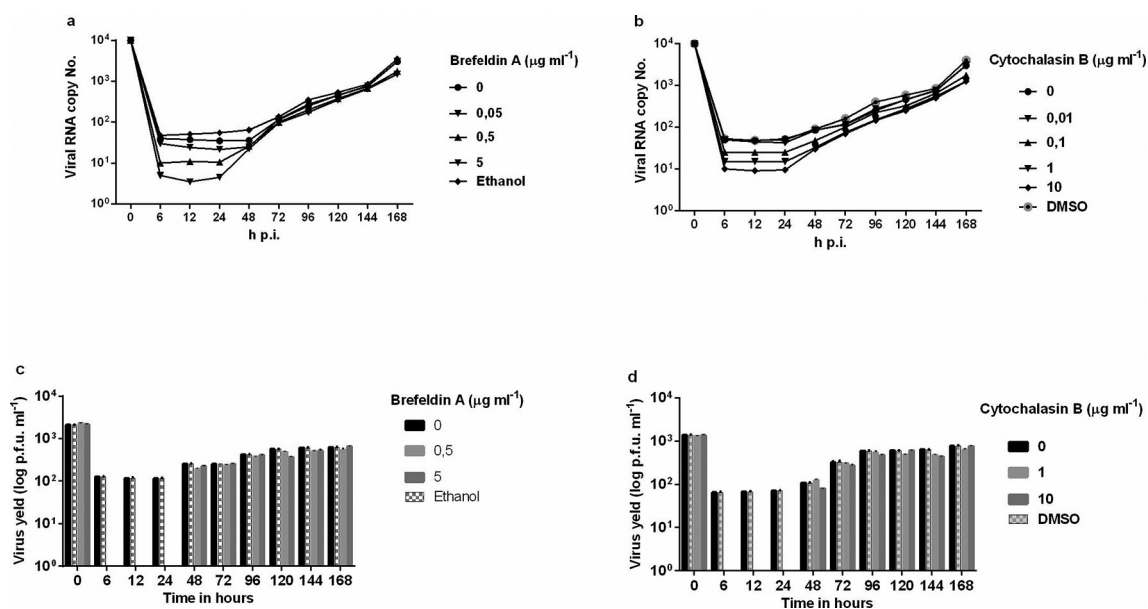 a
Brefeldin A (µg ml⁻¹)
0
0,05
0,5
5
Ethanol
Viral RNA copy No.
10⁴
10³
10²
10¹
10⁰
0 6 12 24 48 72 96 120 144 168
h p.i.
b
Cytochalasin B (µg ml⁻¹)
0
0,01
0,1
1
10
DMSO
Viral RNA copy No.
10⁴
10³
10²
10¹
10⁰
0 6 12 24 48 72 96 120 144 168
h p.i.
c
Brefeldin A (µg ml⁻¹)
0
0,5
5
Ethanol
Virus yeld (log p.f.u. ml⁻¹)
10⁴
10³
10²
10¹
10⁰
0 6 12 24 48 72 96 120 144 168
Time in hours
d
Cytochalasin B (µg ml⁻¹)
0
1
10
DMSO
Virus yeld (log p.f.u. ml⁻¹)
10⁴
10³
10²
10¹
10⁰
0 6 12 24 48 72 96 120 144 168
Time in hours